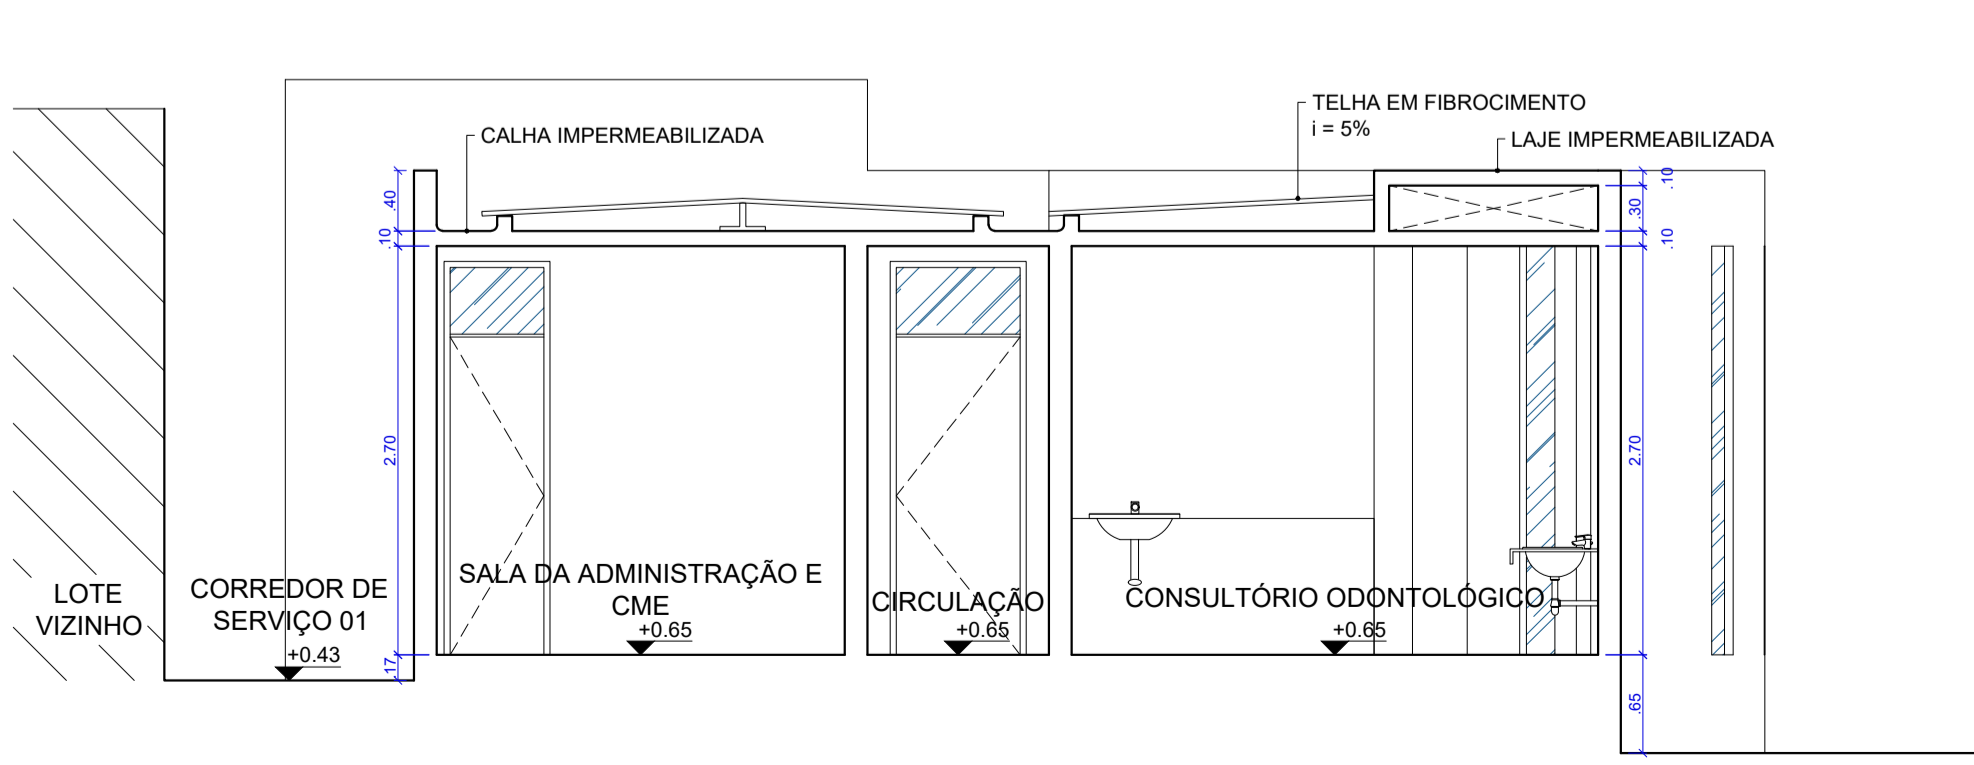 TELHA EM FIBROCIMENTO
i = 5%
CALHA IMPERMEABILIZADA
LAJE IMPERMEABILIZADA
.40
.10
2.70
.17
.10
.30
.10
2.70
.65
LOTE
VIZINHO
CORREDOR DE
SERVIÇO 01
+0.43
SALA DA ADMINISTRAÇÃO E
CME
+0.65
CIRCULAÇÃO
+0.65
CONSULTÓRIO ODONTOLÓGICO
+0.65